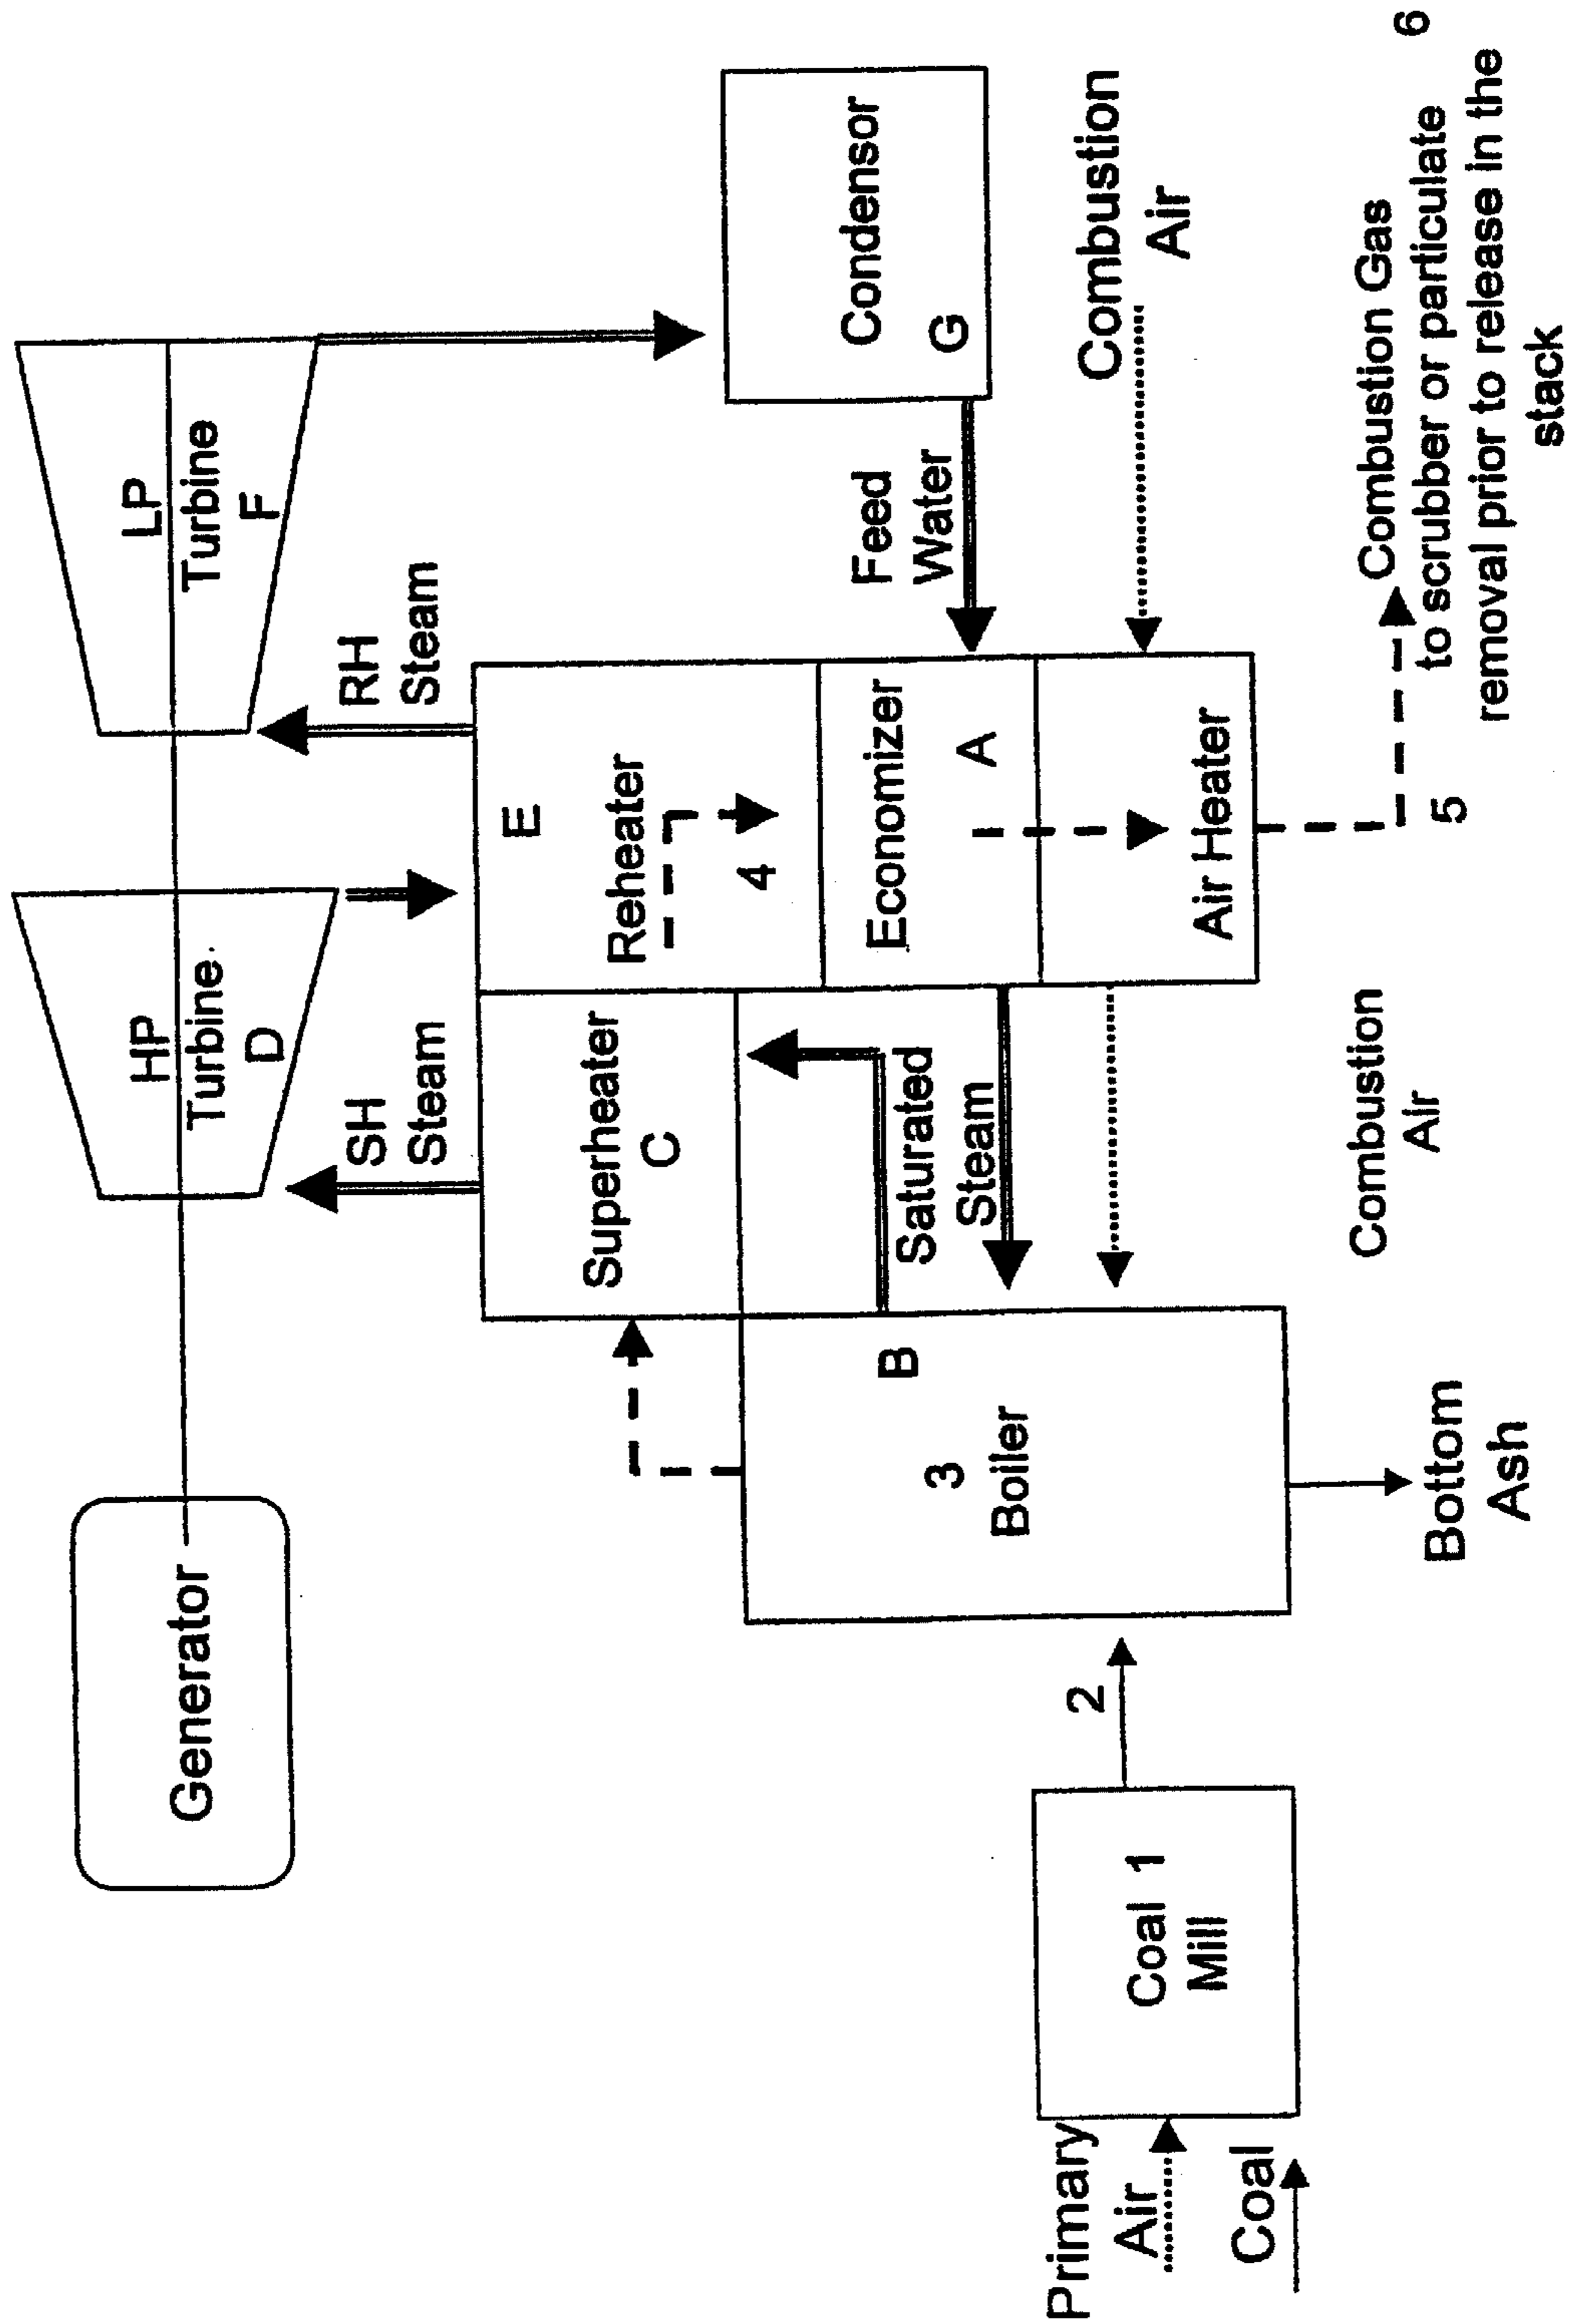 Generator
HP
Turbine
D
LP
Turbine
F
SH
Steam
RH
Steam
Superheater
C
E
Reheater
4
Economizer
A
Air Heater
Condensor
G
Feed
Water
Combustion
Air
B
3
Boiler
Saturated
Steam
Combustion
Air
2
Coal 1
Mill
Primary
Air
Coal
Bottom
Ash
5
Combustion Gas 6
to scrubber or particulate
removal prior to release in the
stack